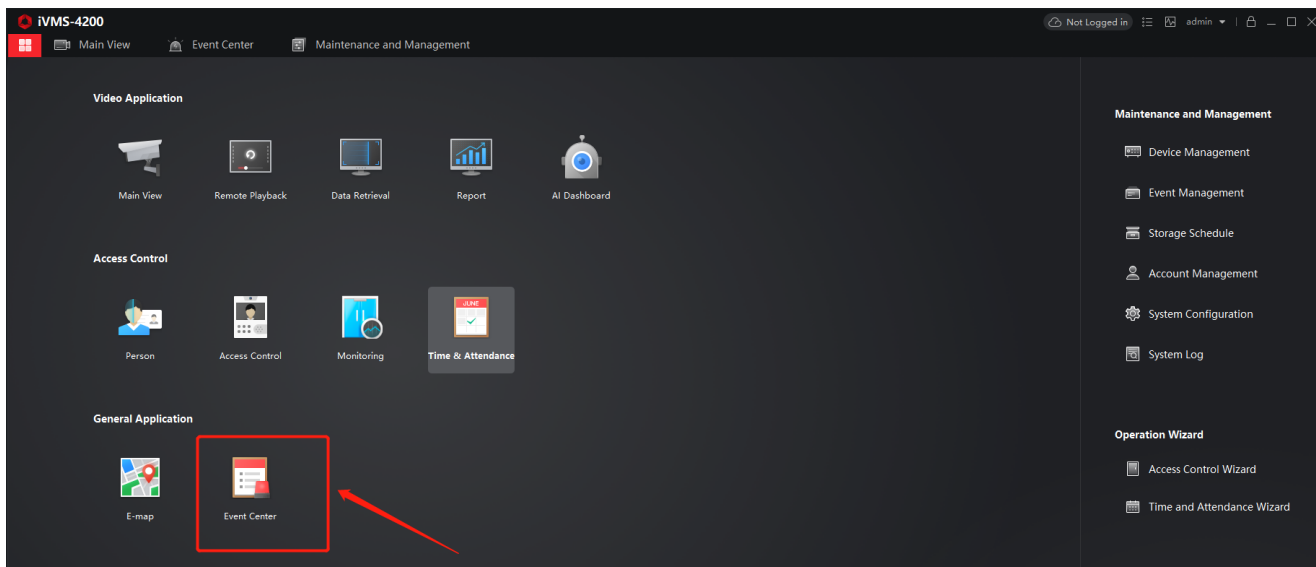 iVMS-4200
Not Logged in
admin
Main View
Event Center
Maintenance and Management
Video Application
Main View
Remote Playback
Data Retrieval
Report
AI Dashboard
Access Control
Person
Access Control
Monitoring
JUNE
Time & Attendance
General Application
E-map
Event Center
Maintenance and Management
Device Management
Event Management
Storage Schedule
Account Management
System Configuration
System Log
Operation Wizard
Access Control Wizard
Time and Attendance Wizard